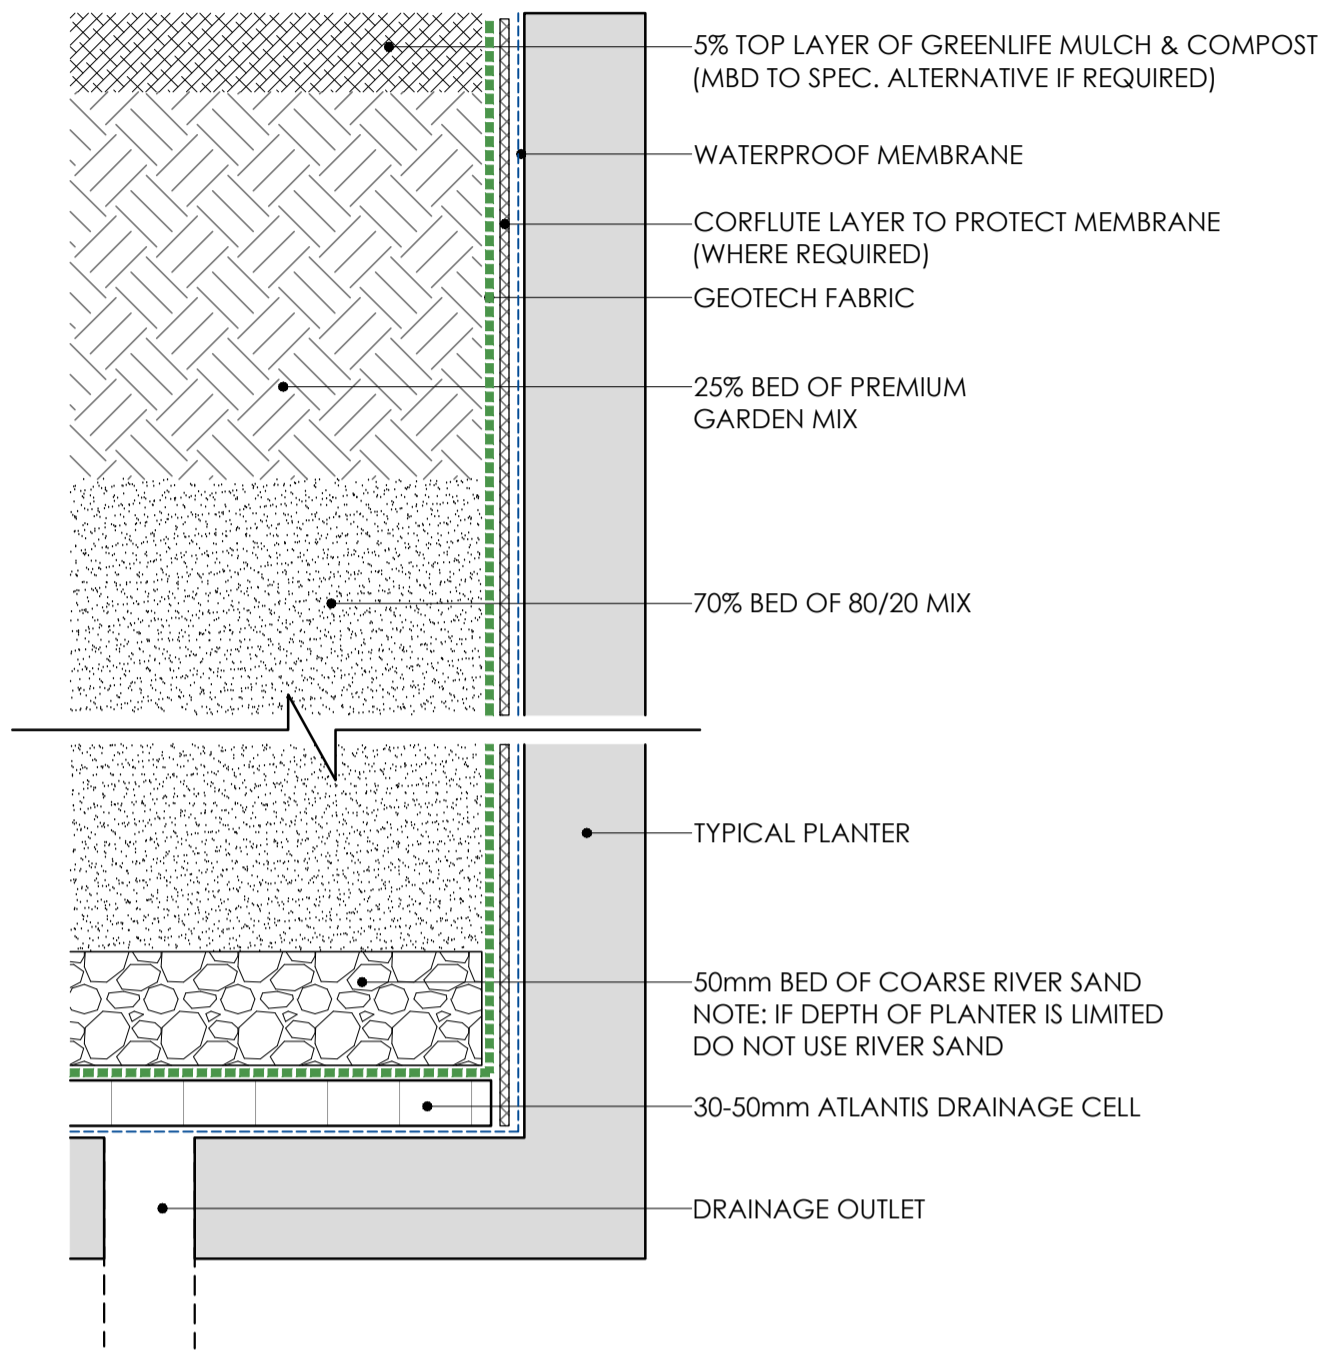 5% TOP LAYER OF GREENLIFE MULCH & COMPOST
(MBD TO SPEC. ALTERNATIVE IF REQUIRED)
WATERPROOF MEMBRANE
CORFLUTE LAYER TO PROTECT MEMBRANE
(WHERE REQUIRED)
GEOTECH FABRIC
25% BED OF PREMIUM
GARDEN MIX
70% BED OF 80/20 MIX
TYPICAL PLANTER
50mm BED OF COARSE RIVER SAND
NOTE: IF DEPTH OF PLANTER IS LIMITED
DO NOT USE RIVER SAND
30-50mm ATLANTIS DRAINAGE CELL
DRAINAGE OUTLET